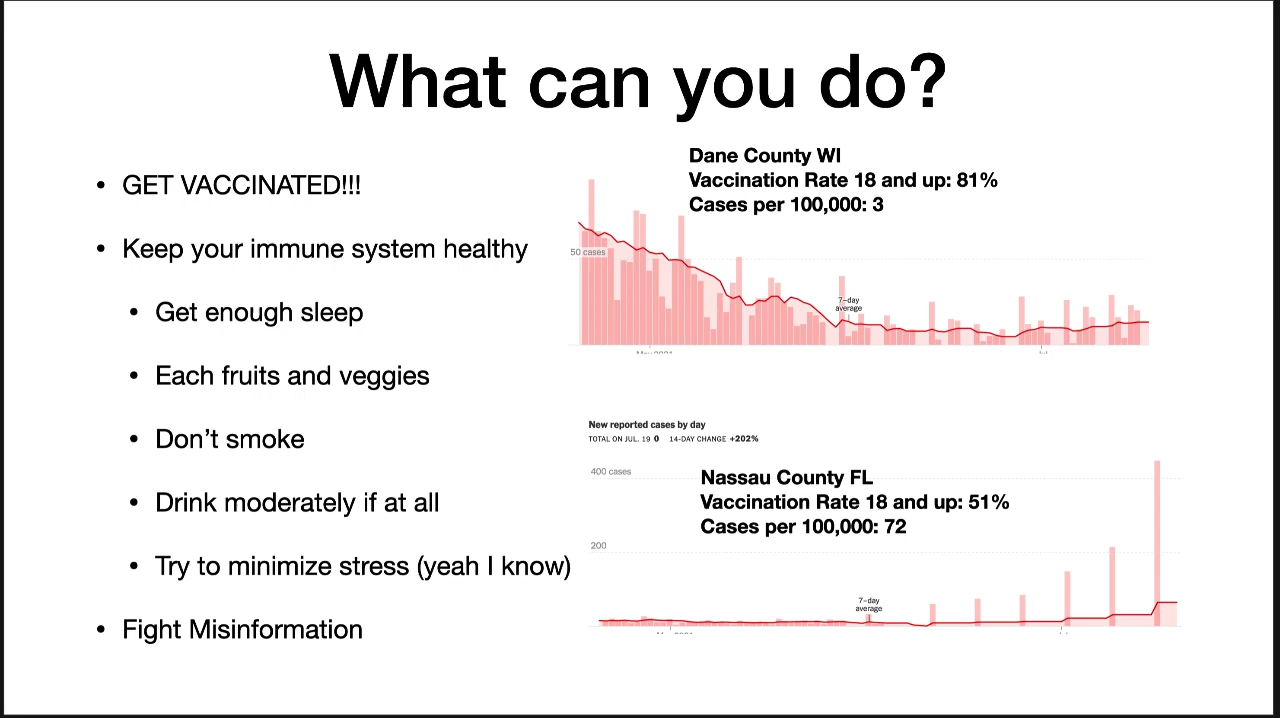 What can you do?
• GET VACCINATED!!!
• Keep your immune system healthy
• Get enough sleep
• Each fruits and veggies
• Don't smoke
• Drink moderately if at all
• Try to minimize stress (yeah I know)
• Fight Misinformation
Dane County WI
Vaccination Rate 18 and up: 81%
Cases per 100,000: 3
50 cases
7–day
average
New reported cases by day
TOTAL ON JUL. 19 0 14-DAY CHANGE +202%
400 cases
Nassau County FL
Vaccination Rate 18 and up: 51%
Cases per 100,000: 72
200
7–day
average